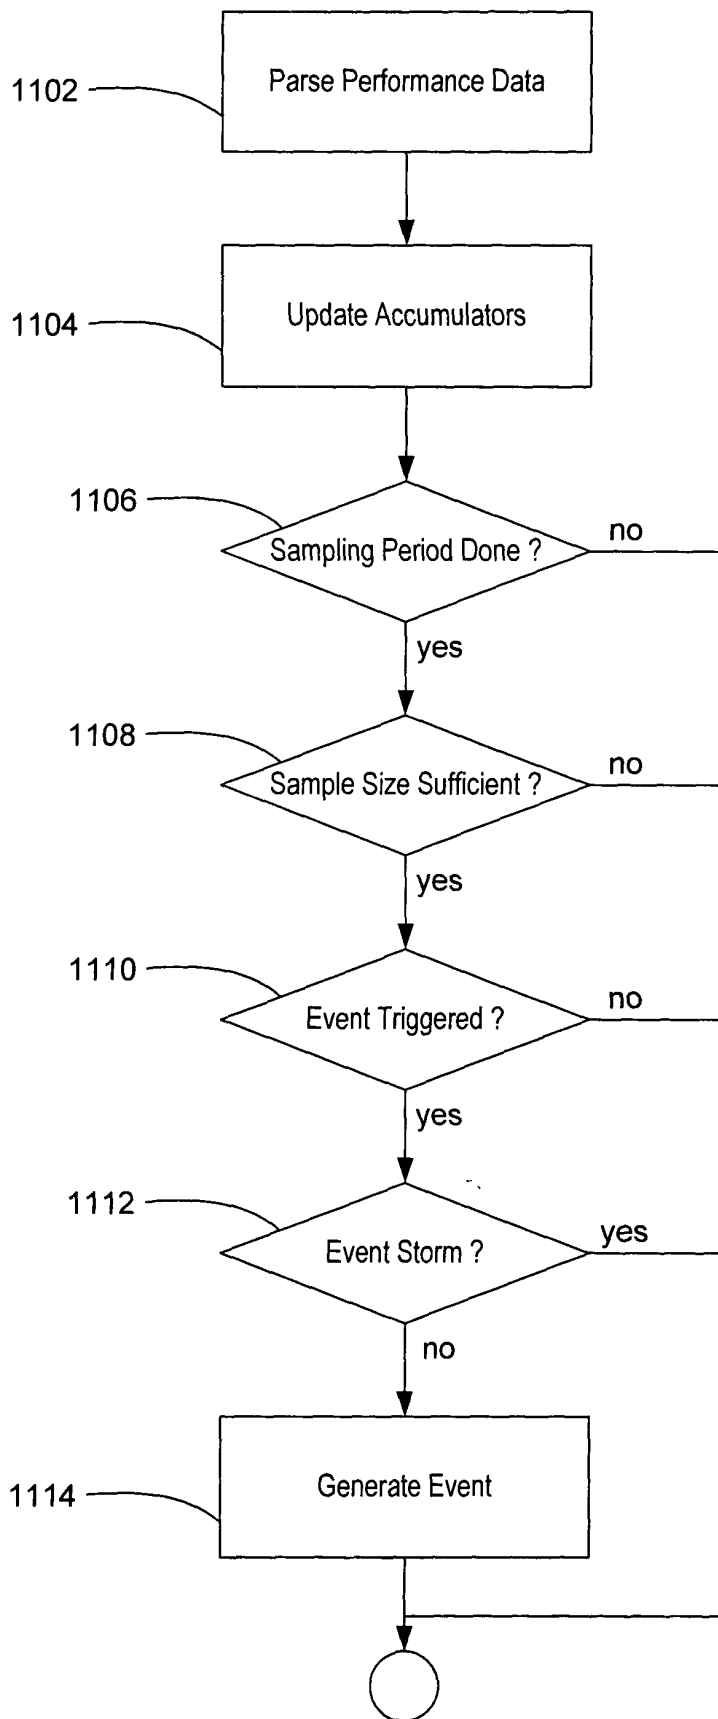 1102
Parse Performance Data
1104
Update Accumulators
1106
Sampling Period Done ?
no
yes
1108
Sample Size Sufficient ?
no
yes
1110
Event Triggered ?
no
yes
1112
Event Storm ?
yes
no
1114
Generate Event